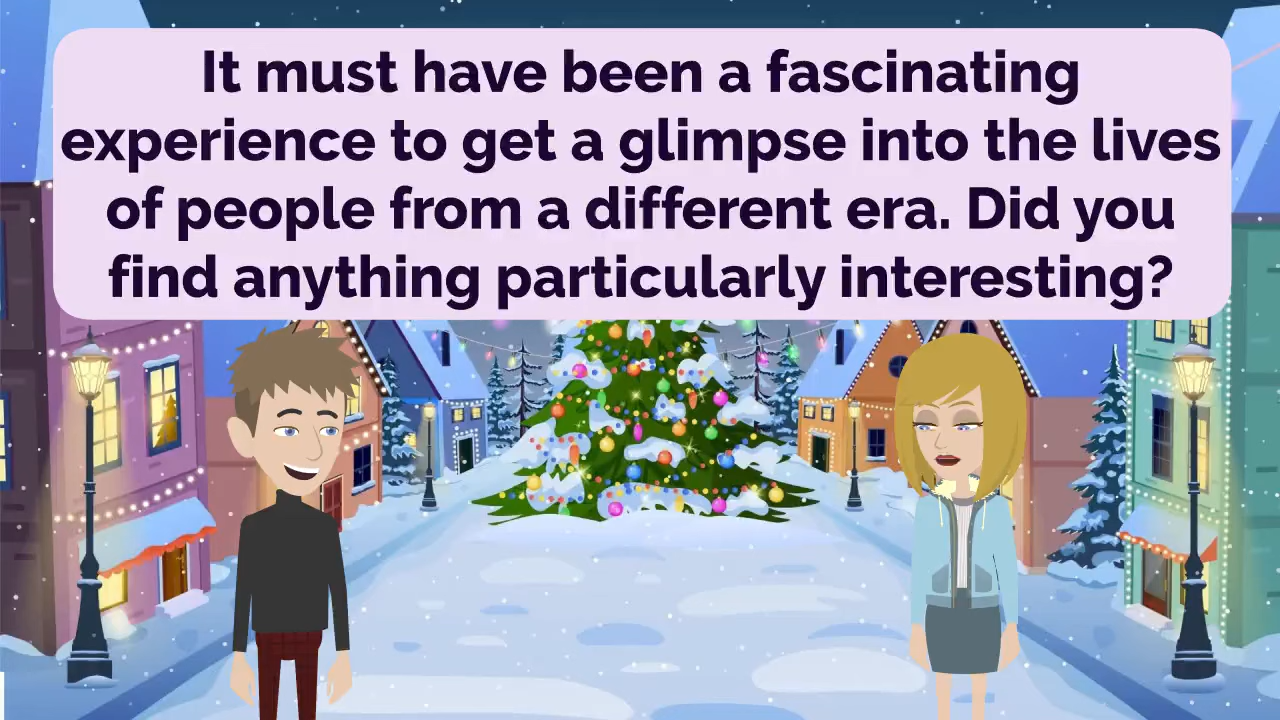 It must have been a fascinating
experience to get a glimpse into the lives
of people from a different era. Did you
find anything particularly interesting?